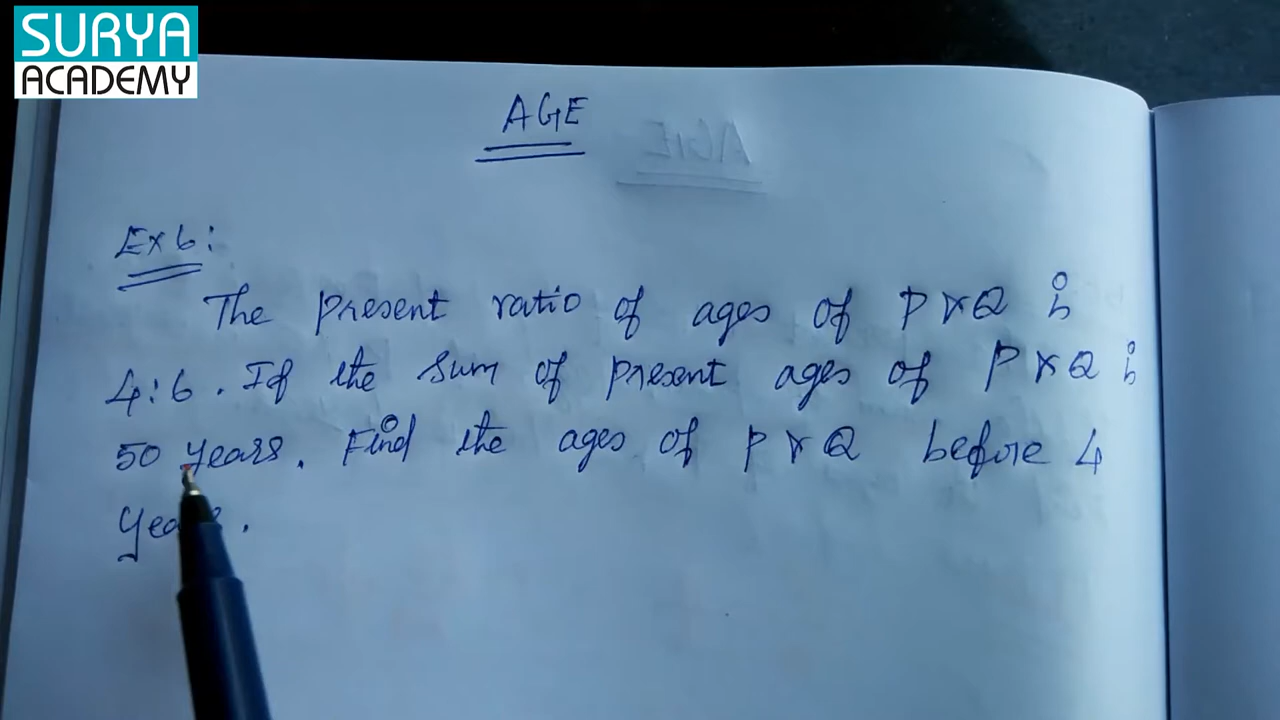 SURYA
ACADEMY
AGE
Ex 6:
The present ratio of ages of P & Q is
4:6. If the sum of present ages of P & Q is
50 years. Find the ages of P & Q before 4